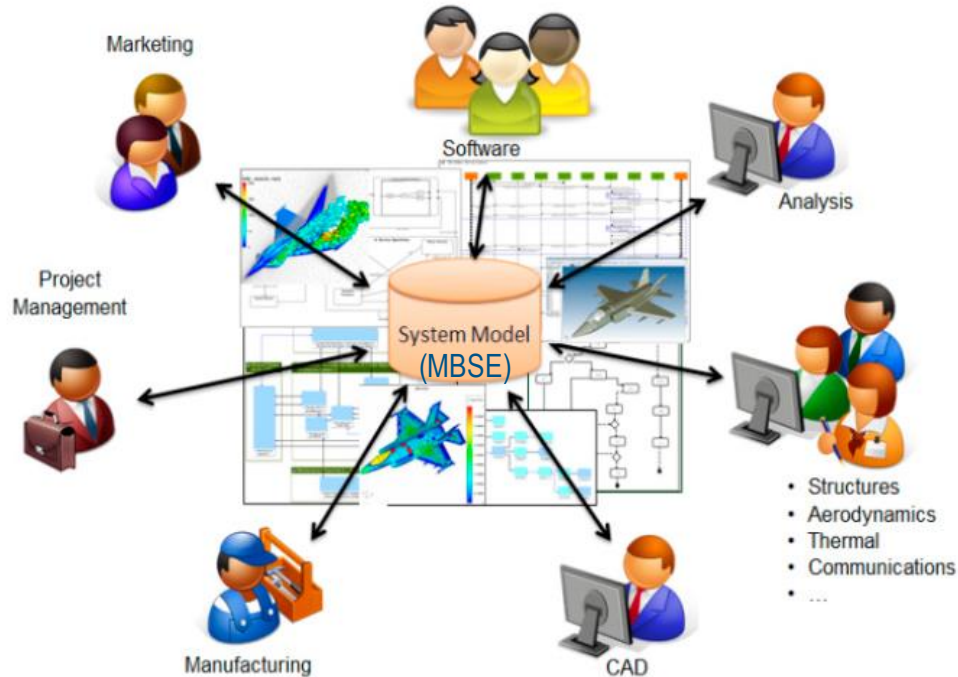 Marketing
Software
Analysis
Project
Management
System Model
(MBSE)
• Structures
• Aerodynamics
• Thermal
• Communications
• ...
Manufacturing
CAD